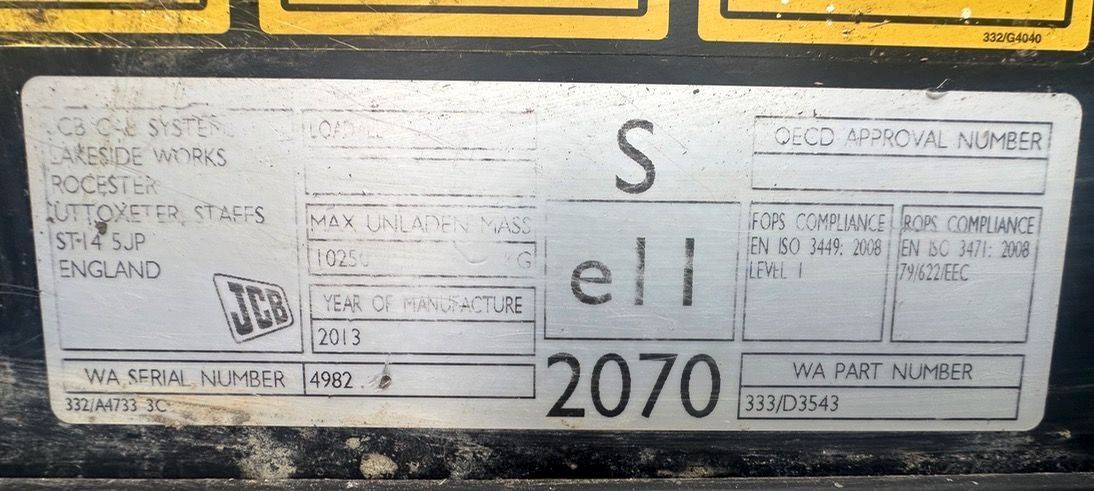 332/G4040
LAKESIDE WORKS
ROCESTER
UTTOXETER, STAFFS
ST14 5JP
ENGLAND
JCB
MAX UNLADEN MASS
KG
YEAR OF MANUFACTURE
2013
WA SERIAL NUMBER
4982
332/A4733 3C
S
e11
2070
OECD APPROVAL NUMBER
FOPS COMPLIANCE
EN ISO 3449: 2008
LEVEL I
ROPS COMPLIANCE
EN ISO 3471: 2008
79/622/EEC
WA PART NUMBER
333/D3543